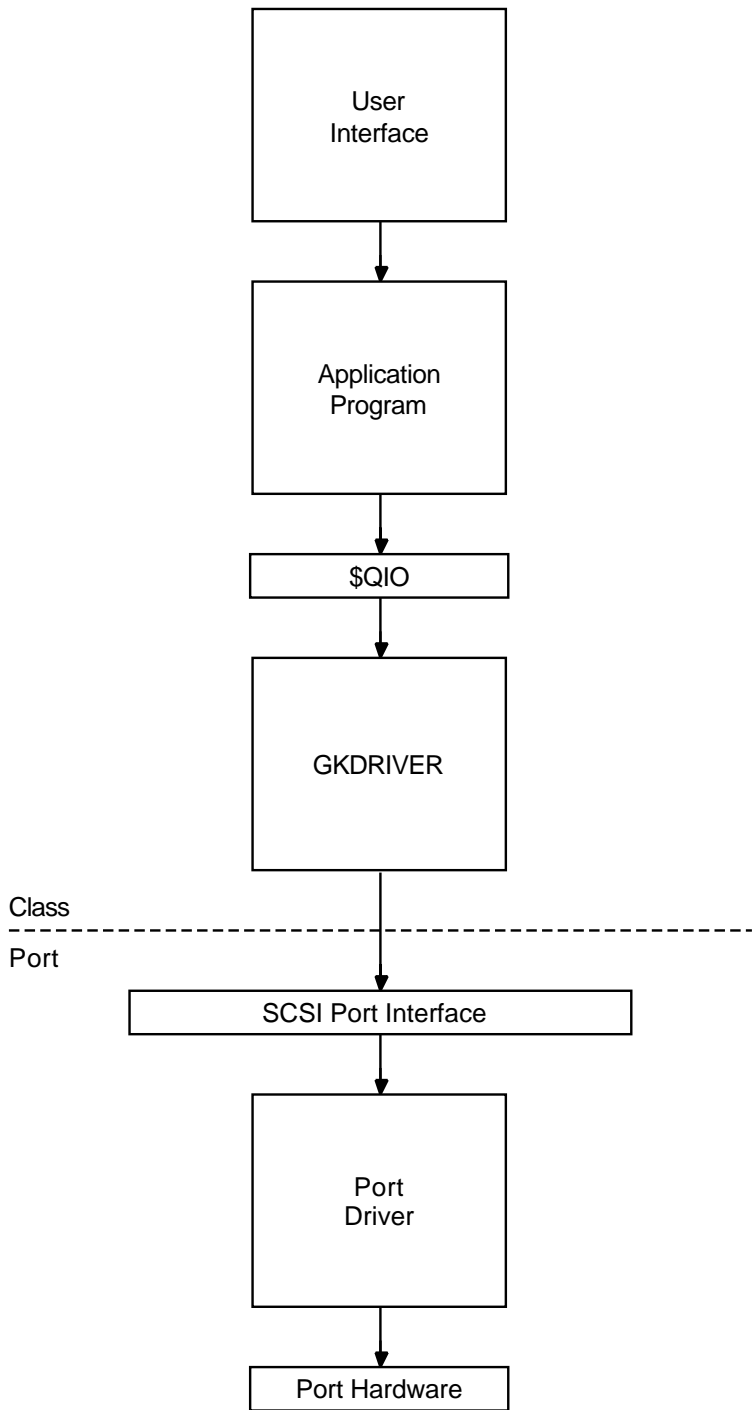 User
Interface
Application
Program
$QIO
GKDRIVER
Class
Port
SCSI Port Interface
Port
Driver
Port Hardware